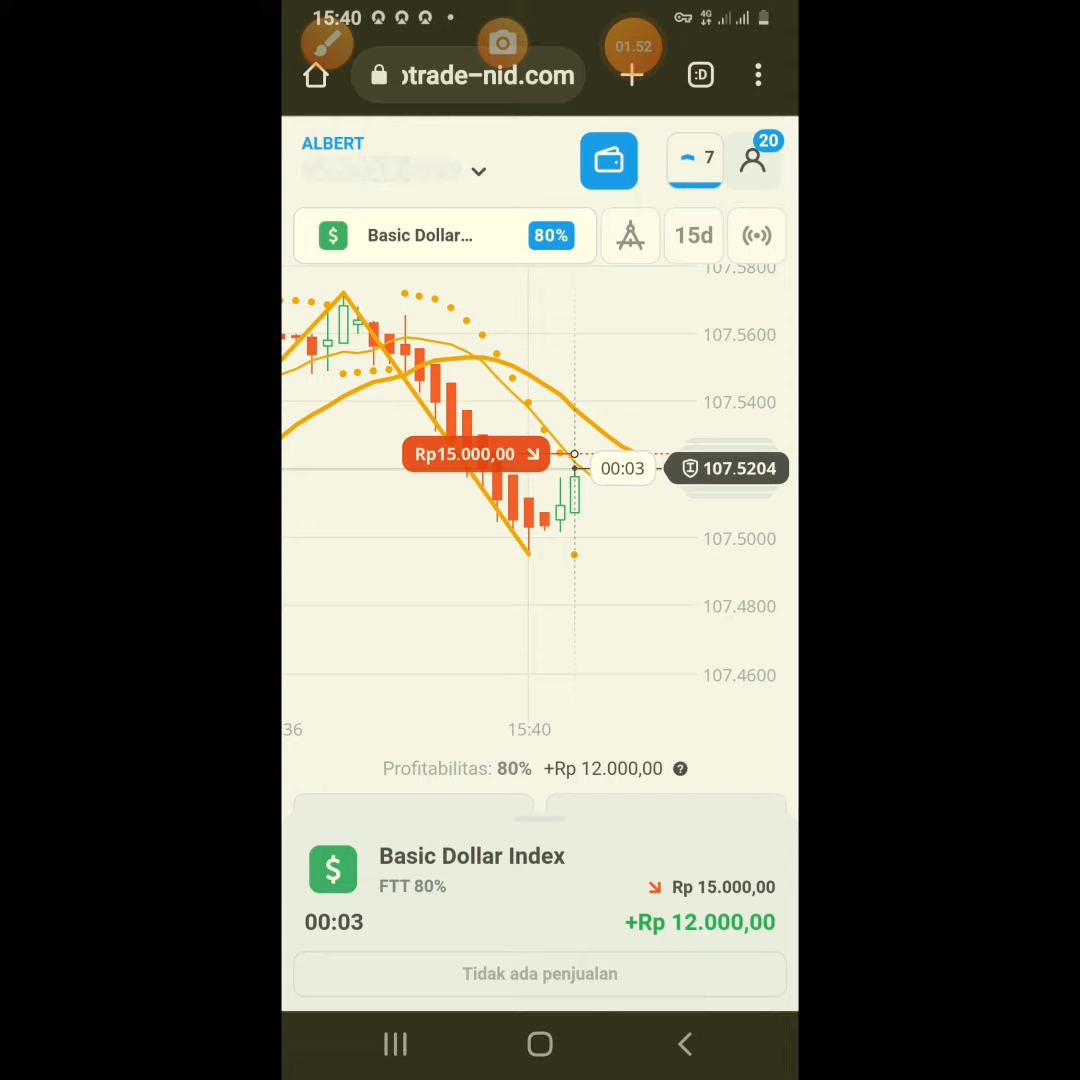 15:40 4G
01.52
otrade-nid.com :D
ALBERT
7 20
$ Basic Dollar... 80% 15d
107.5800
107.5600
107.5400
Rp15.000,00
00:03 107.5204
107.5000
107.4800
107.4600
36 15:40
Profitabilitas: 80% +Rp 12.000,00 ?
$ Basic Dollar Index
FTT 80% Rp 15.000,00
00:03 +Rp 12.000,00
Tidak ada penjualan